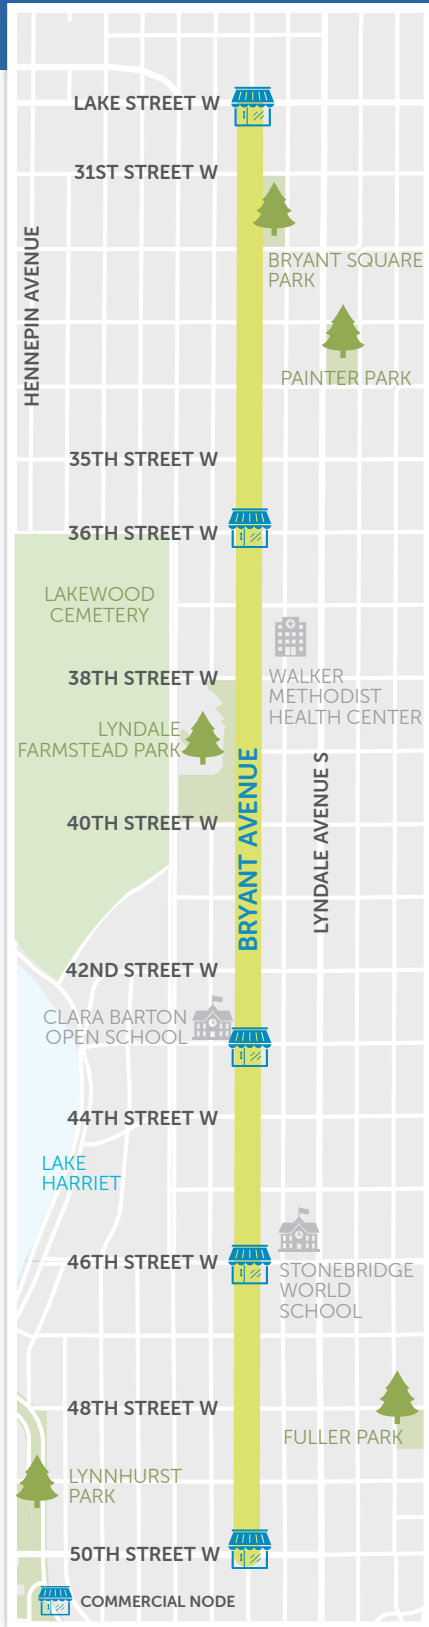 LAKE STREET W
31ST STREET W
HENNEPIN AVENUE
BRYANT SQUARE
PARK
PAINTER PARK
35TH STREET W
36TH STREET W
LAKEWOOD
CEMETERY
38TH STREET W
WALKER
METHODIST
HEALTH CENTER
LYNDALE
FARMSTEAD PARK
BRYANT AVENUE
LYNDALE AVENUE S
40TH STREET W
42ND STREET W
CLARA BARTON
OPEN SCHOOL
44TH STREET W
LAKE
HARRIET
46TH STREET W
STONEBRIDGE
WORLD
SCHOOL
48TH STREET W
FULLER PARK
LYNNHURST
PARK
50TH STREET W
COMMERCIAL NODE